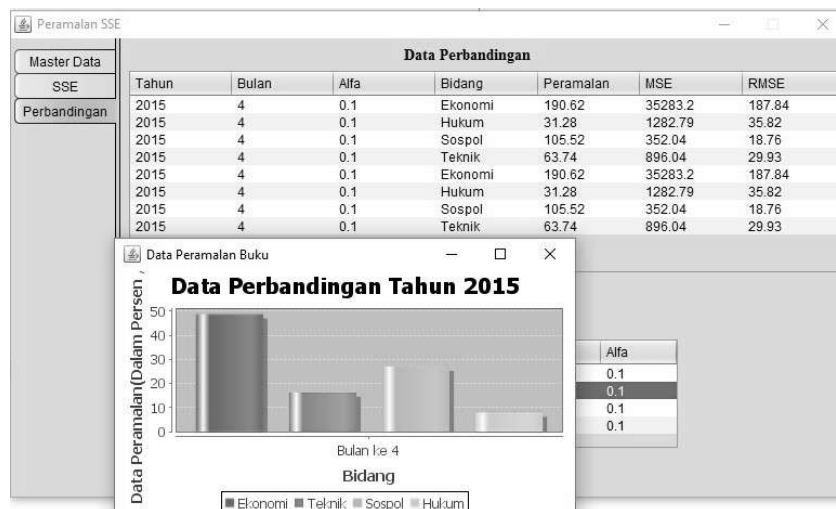 Peramalan SSE
Master Data
SSE
Perbandingan
Data Perbandingan
Tahun Bulan Alfa Bidang Peramalan MSE RMSE
2015 4 0.1 Ekonomi 190.62 35283.2 187.84
2015 4 0.1 Hukum 31.28 1282.79 35.82
2015 4 0.1 Sospol 105.52 352.04 18.76
2015 4 0.1 Teknik 63.74 896.04 29.93
2015 4 0.1 Ekonomi 190.62 35283.2 187.84
2015 4 0.1 Hukum 31.28 1282.79 35.82
2015 4 0.1 Sospol 105.52 352.04 18.76
2015 4 0.1 Teknik 63.74 896.04 29.93
Data Peramalan Buku
Data Perbandingan Tahun 2015
Data Peramalan(Dalam Persen ,
50
40
30
20
10
0
Bulan ke 4
Bidang
Ekonomi Teknik Sospol Hukum
Alfa
0.1
0.1
0.1
0.1